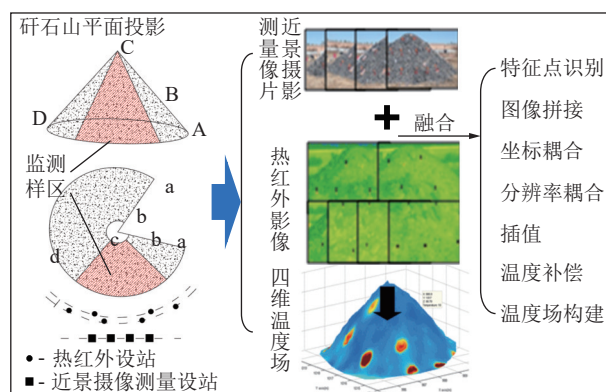 矸石山平面投影
C
B
D
A
监测
样区
a
b
c
b
a
d
- 热红外设站
- 近景摄像测量设站
近景摄影
测量像片
热红外影像
四维温度场
融合
特征点识别
图像拼接
坐标耦合
分辨率耦合
插值
温度补偿
温度场构建